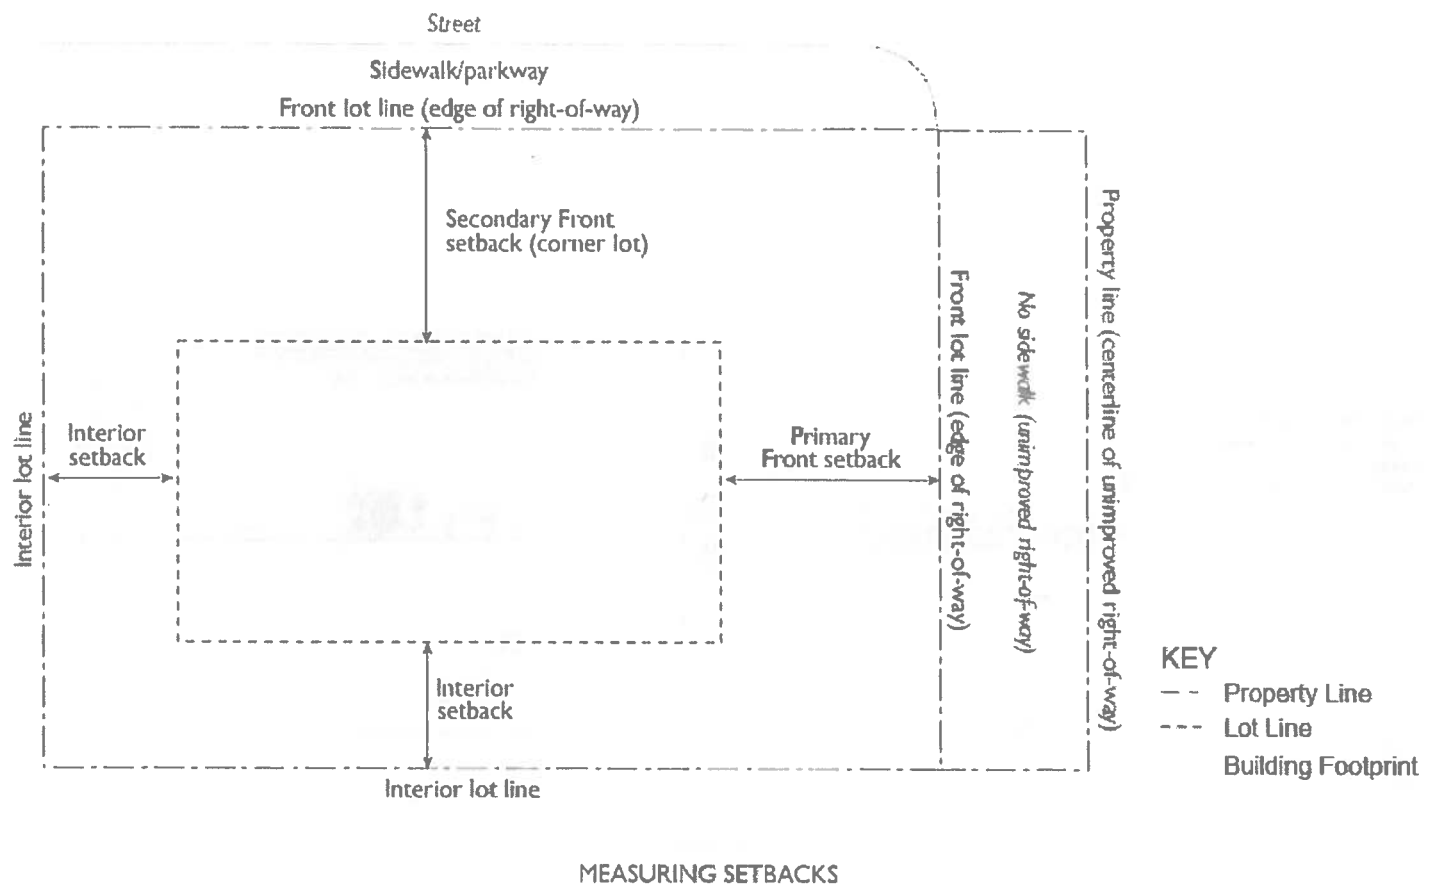 Street
Sidewalk/parkway
Front lot line (edge of right-of-way)
Secondary Front
setback (corner lot)
Interior lot line
Interior
setback
Primary
Front setback
Front lot line (edge of right-of-way)
No sidewalk (unimproved right-of-way)
Property line (centerline of unimproved right-of-way)
Interior
setback
Interior lot line
KEY
Property Line
Lot Line
Building Footprint
MEASURING SETBACKS